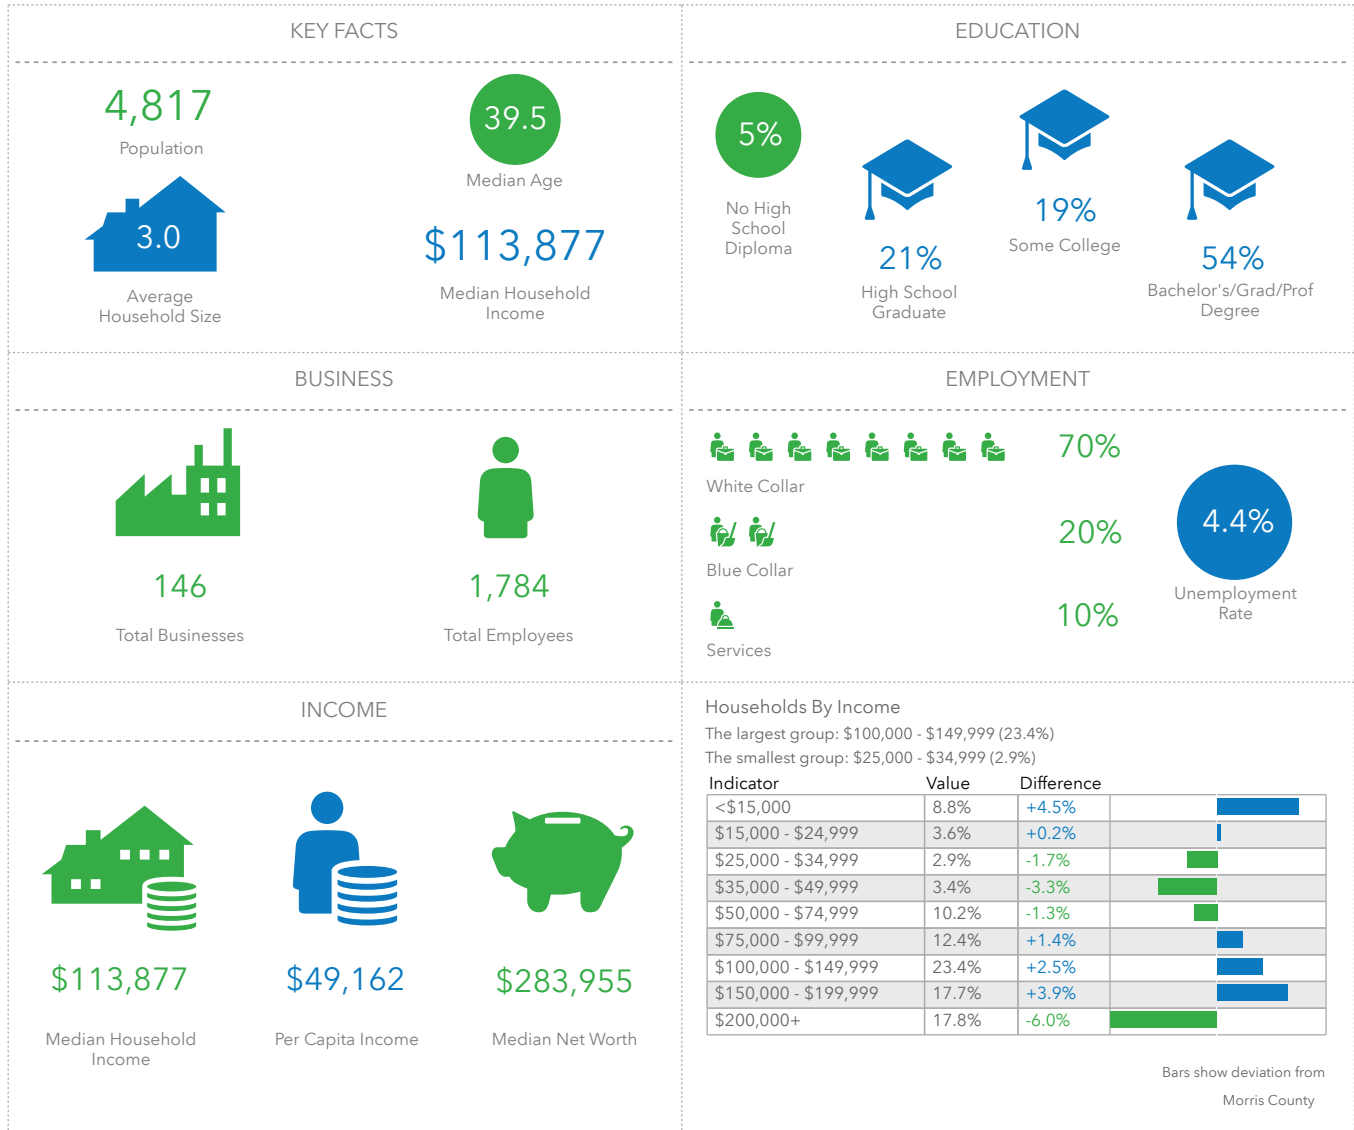 KEY FACTS
4,817
Population
39.5
Median Age
3.0
Average
Household Size
$113,877
Median Household
Income
EDUCATION
5%
No High
School
Diploma
21%
High School
Graduate
19%
Some College
54%
Bachelor's/Grad/Prof
Degree
BUSINESS
146
Total Businesses
1,784
Total Employees
EMPLOYMENT
70%
White Collar
20%
Blue Collar
10%
Services
4.4%
Unemployment
Rate
INCOME
$113,877
Median Household
Income
$49,162
Per Capita Income
$283,955
Median Net Worth
Households By Income
The largest group: $100,000 - $149,999 (23.4%)
The smallest group: $25,000 - $34,999 (2.9%)
Indicator Value Difference
<$15,000 8.8% +4.5%
$15,000 - $24,999 3.6% +0.2%
$25,000 - $34,999 2.9% -1.7%
$35,000 - $49,999 3.4% -3.3%
$50,000 - $74,999 10.2% -1.3%
$75,000 - $99,999 12.4% +1.4%
$100,000 - $149,999 23.4% +2.5%
$150,000 - $199,999 17.7% +3.9%
$200,000+ 17.8% -6.0%
Bars show deviation from
Morris County